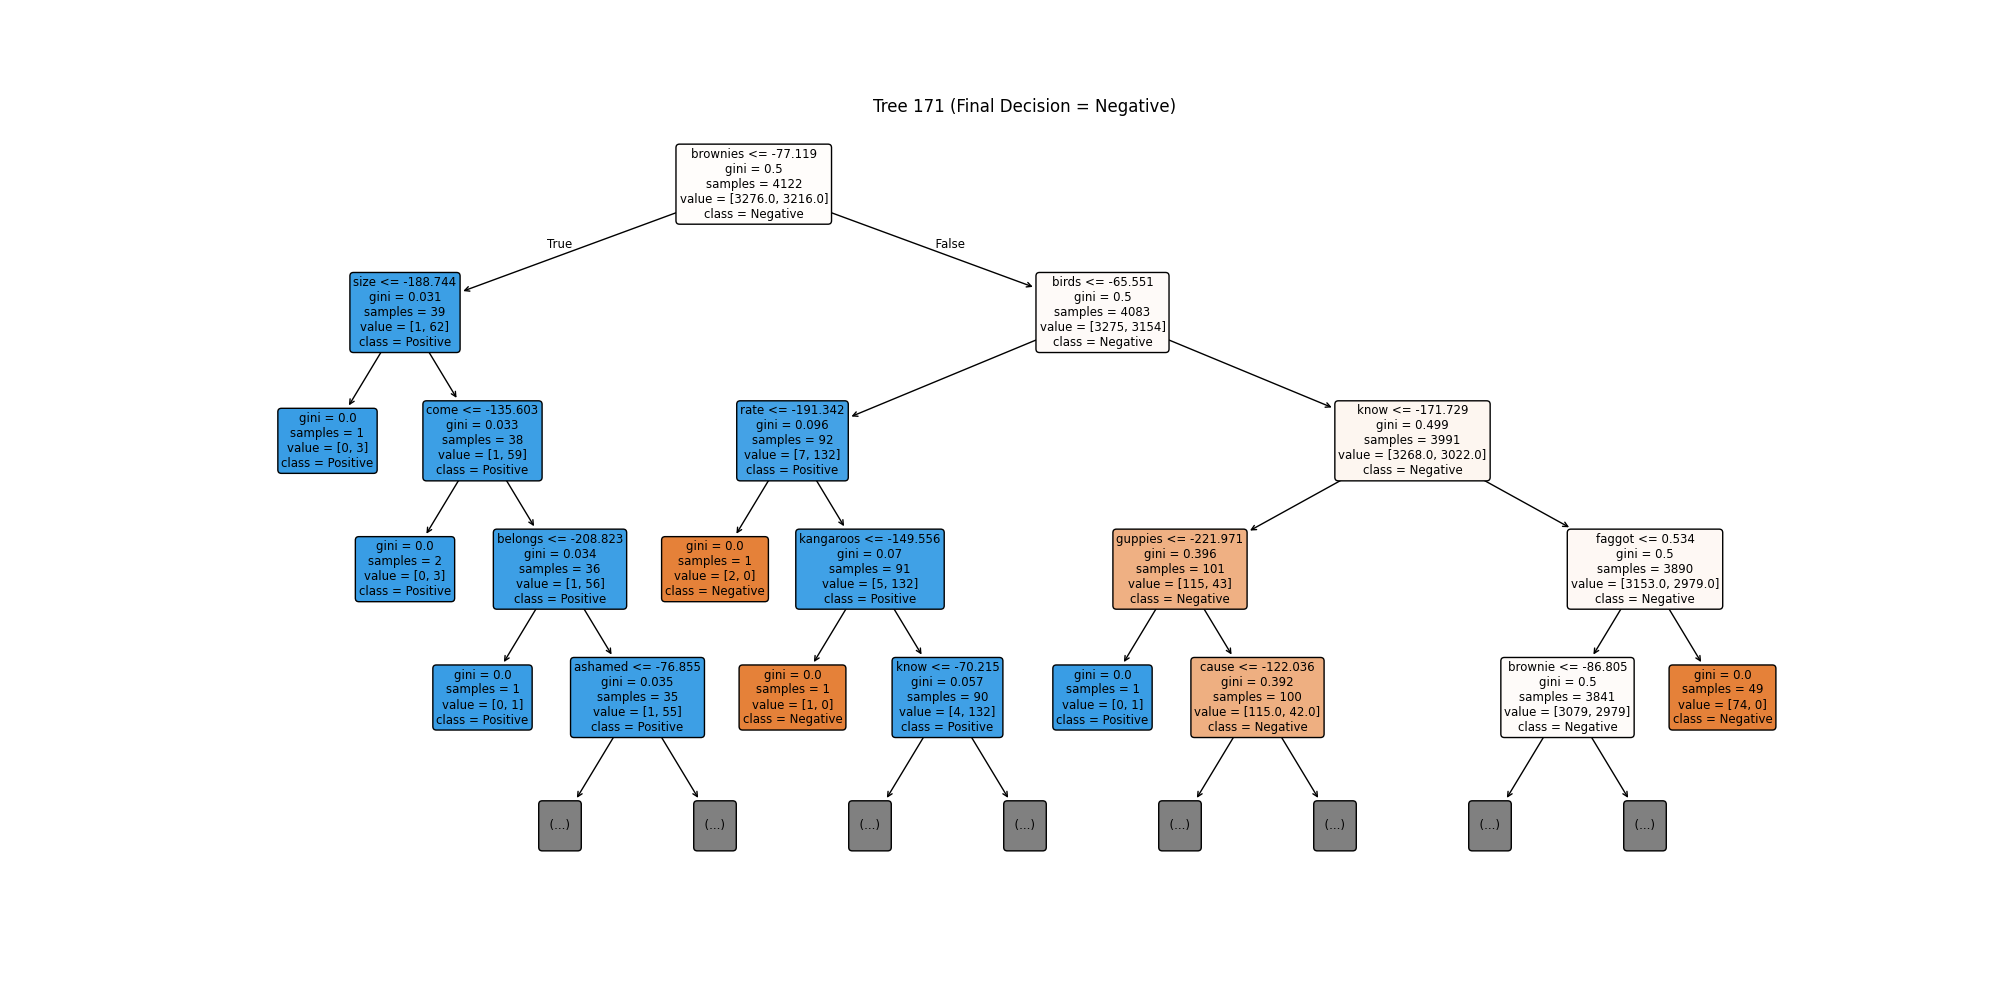 Tree 171 (Final Decision = Negative)
brownies <= -77.119
gini = 0.5
samples = 4122
value = [3276.0, 3216.0]
class = Negative
True
False
size <= -188.744
gini = 0.031
samples = 39
value = [1, 62]
class = Positive
birds <= -65.551
gini = 0.5
samples = 4083
value = [3275, 3154]
class = Negative
gini = 0.0
samples = 1
value = [0, 3]
class = Positive
come <= -135.603
gini = 0.033
samples = 38
value = [1, 59]
class = Positive
rate <= -191.342
gini = 0.096
samples = 92
value = [7, 132]
class = Positive
know <= -171.729
gini = 0.499
samples = 3991
value = [3268.0, 3022.0]
class = Negative
gini = 0.0
samples = 2
value = [0, 3]
class = Positive
belongs <= -208.823
gini = 0.034
samples = 36
value = [1, 56]
class = Positive
gini = 0.0
samples = 1
value = [2, 0]
class = Negative
kangaroos <= -149.556
gini = 0.07
samples = 91
value = [5, 132]
class = Positive
guppies <= -221.971
gini = 0.396
samples = 101
value = [115, 43]
class = Negative
faggot <= 0.534
gini = 0.5
samples = 3890
value = [3153.0, 2979.0]
class = Negative
gini = 0.0
samples = 1
value = [0, 1]
class = Positive
ashamed <= -76.855
gini = 0.035
samples = 35
value = [1, 55]
class = Positive
gini = 0.0
samples = 1
value = [1, 0]
class = Negative
know <= -70.215
gini = 0.057
samples = 90
value = [4, 132]
class = Positive
gini = 0.0
samples = 1
value = [0, 1]
class = Positive
cause <= -122.036
gini = 0.392
samples = 100
value = [115.0, 42.0]
class = Negative
brownie <= -86.805
gini = 0.5
samples = 3841
value = [3079, 2979]
class = Negative
gini = 0.0
samples = 49
value = [74, 0]
class = Negative
(...)
(...)
(...)
(...)
(...)
(...)
(...)
(...)